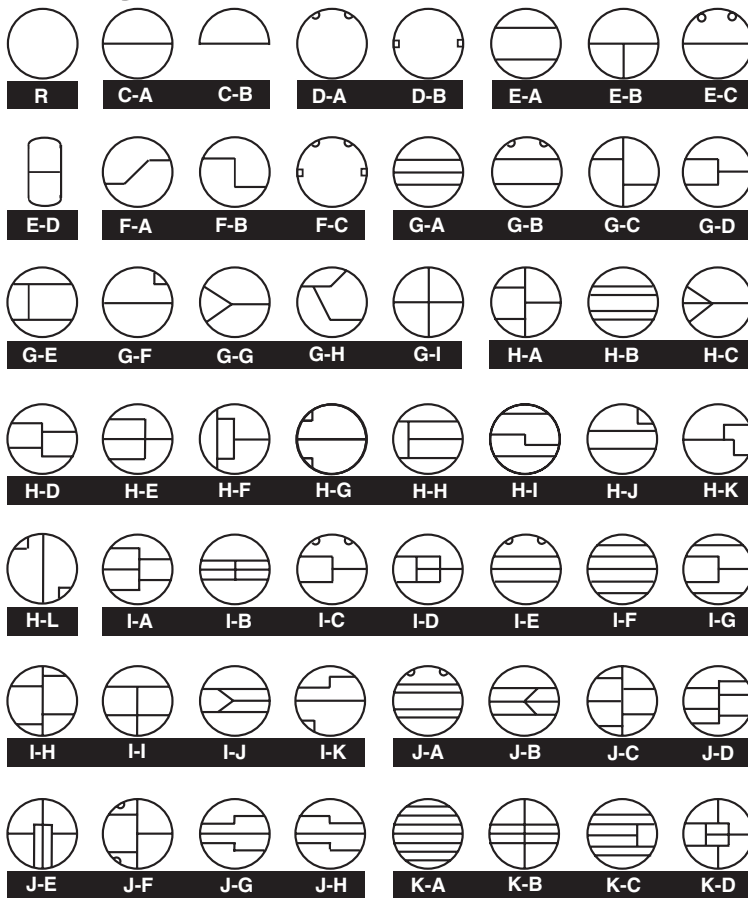 R C-A C-B D-A D-B E-A E-B E-C
E-D F-A F-B F-C G-A G-B G-C G-D
G-E G-F G-G G-H G-I H-A H-B H-C
H-D H-E H-F H-G H-H H-I H-J H-K
H-L I-A I-B I-C I-D I-E I-F I-G
I-H I-I I-J I-K J-A J-B J-C J-D
J-E J-F J-G J-H K-A K-B K-C K-D